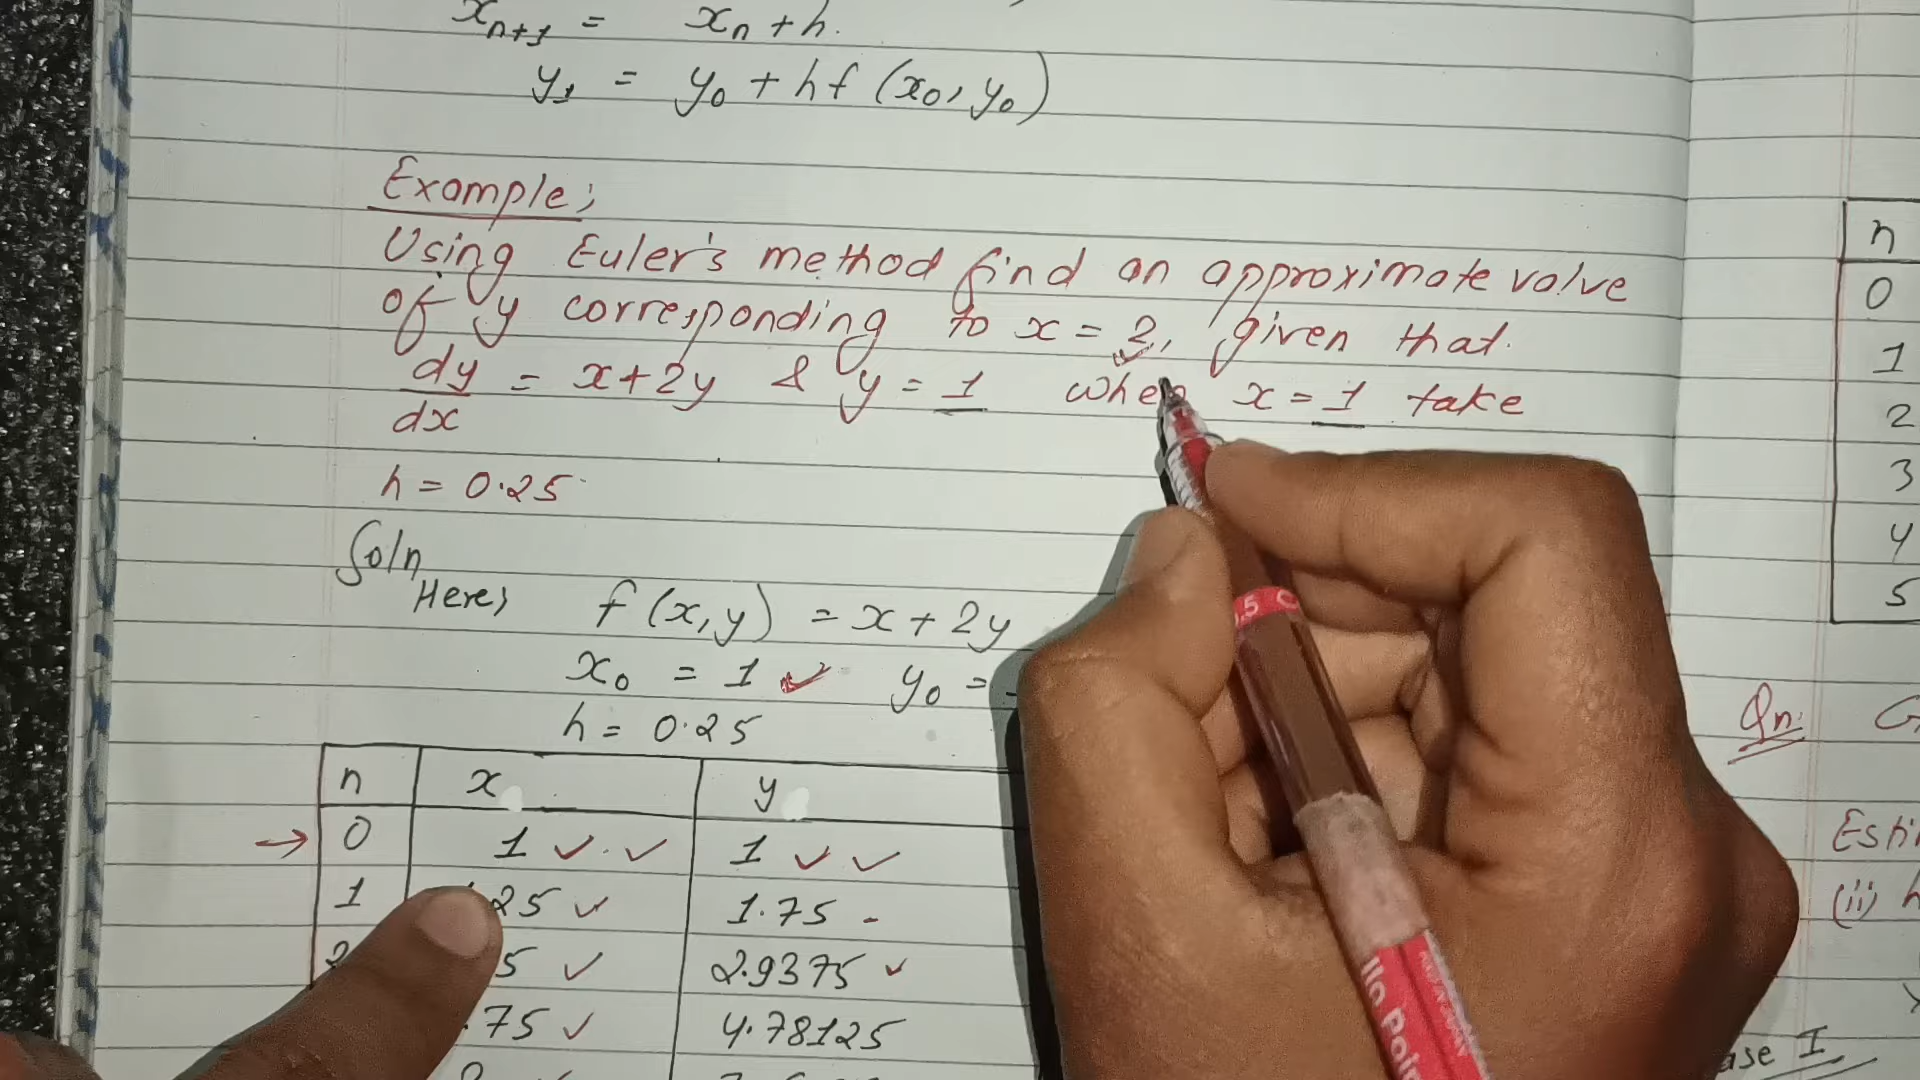 x_{n+1} = x_n + h.
y_1 = y_0 + hf(x_0, y_0)
Example;
Using Euler's method find an approximate valve
of y corresponding to x = 2, given that.
dy/dx = x+2y & y = 1 when x = 1 take
h = 0.25
Soln
Here, f(x,y) = x + 2y
x_0 = 1 ✓ y_0 =
h = 0.25
n x y
→ 0 1 ✓ ✓ 1 ✓ ✓
1 25 ✓ 1.75 -
2 5 ✓ 2.9375 ✓
.75 ✓ 4.78125
n
0
1
2
3
4
5
Qn: G
(ii) h
ase I